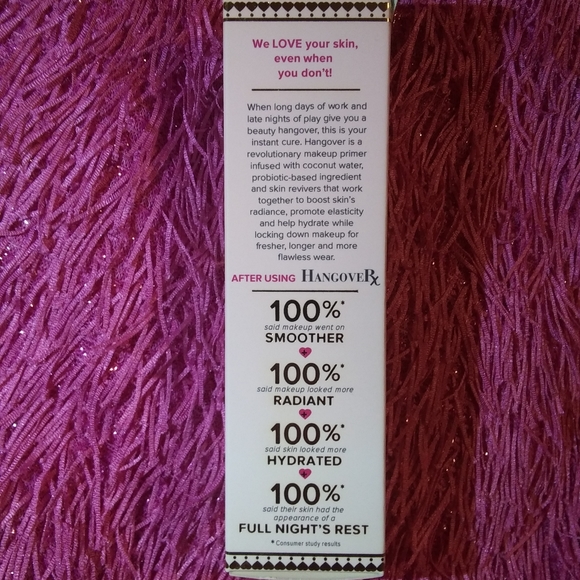 We LOVE your skin,
even when
you don't!
When long days of work and
late nights of play give you a
beauty hangover, this is your
instant cure. Hangover is a
revolutionary makeup primer
infused with coconut water,
probiotic-based ingredient
and skin revivers that work
together to boost skin's
radiance, promote elasticity
and help hydrate while
locking down makeup for
fresher, longer and more
flawless wear.
AFTER USING HANGOVERX
100%*
said makeup went on
SMOOTHER
+
100%*
said makeup looked more
RADIANT
+
100%*
said skin looked more
HYDRATED
+
100%*
said their skin had the
appearance of a
FULL NIGHT'S REST
*Consumer study results